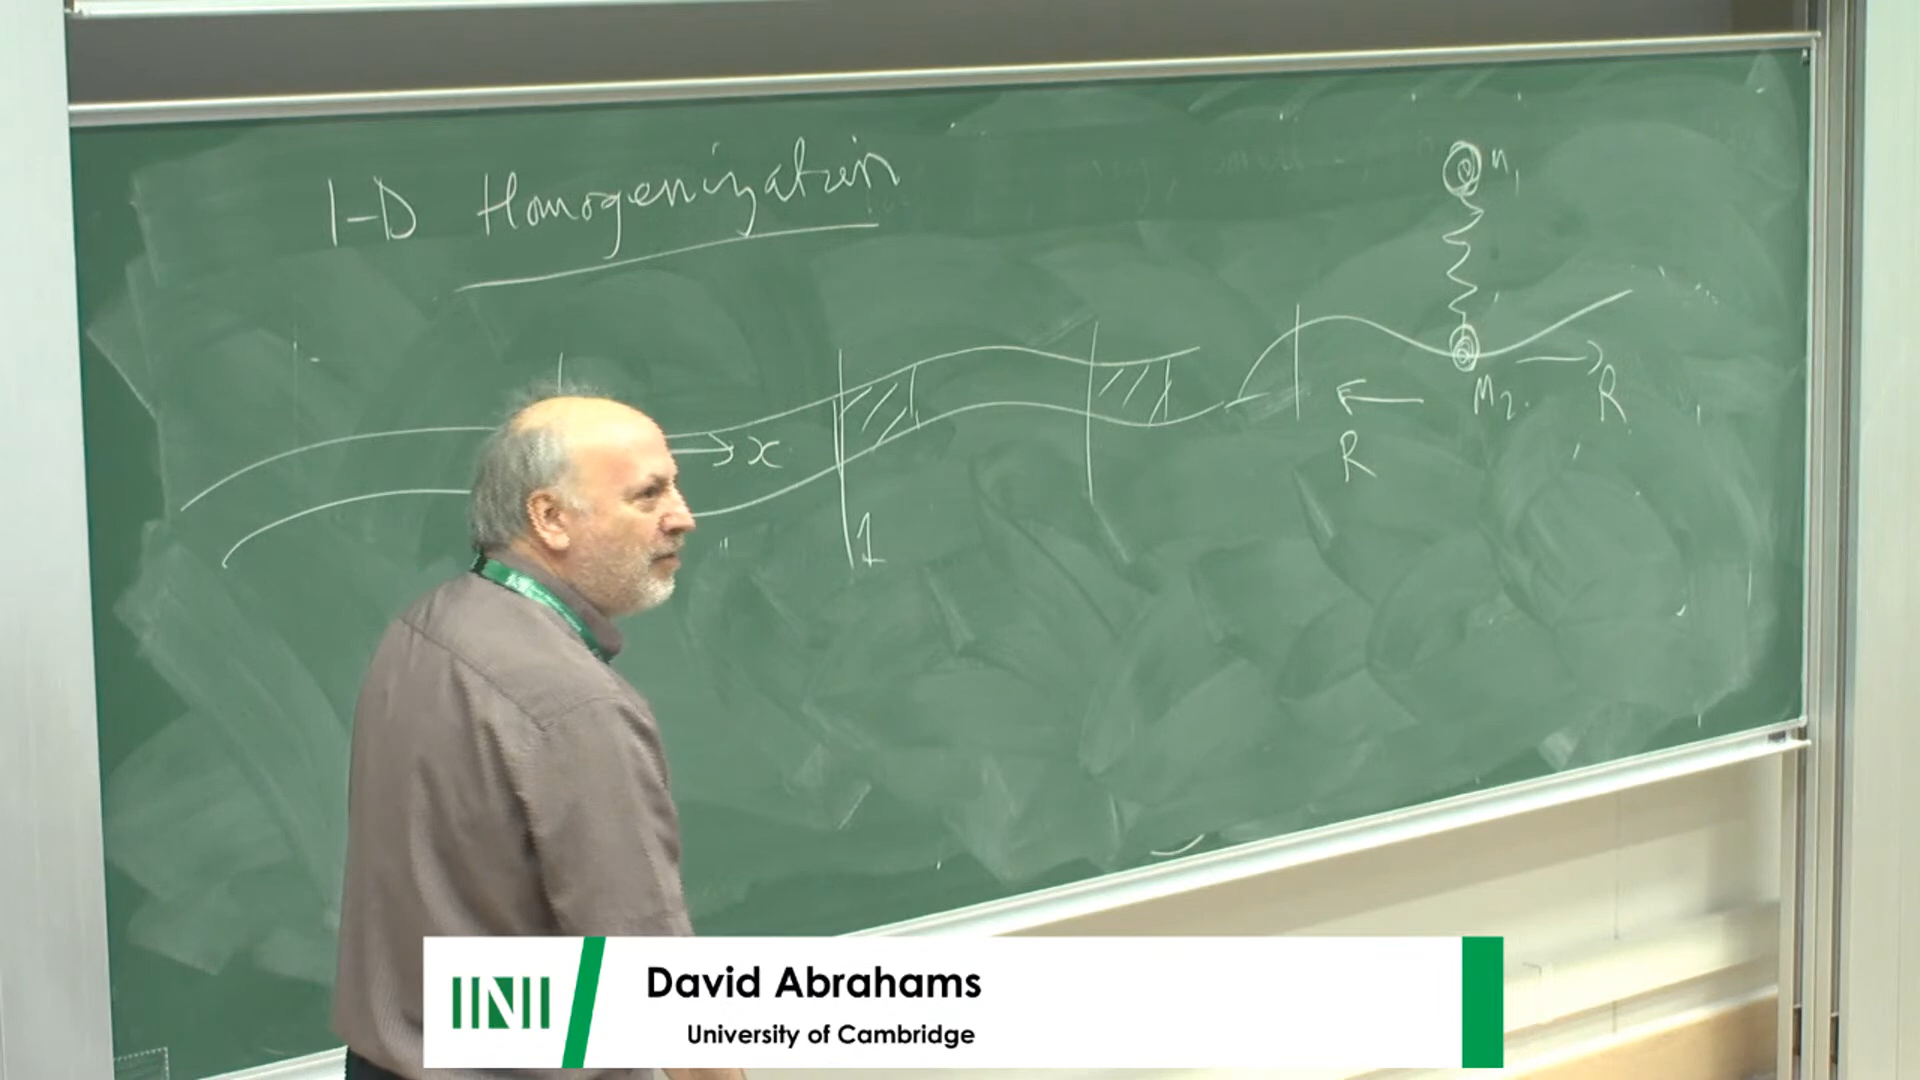 1-D Homogenization
M₁
x
1
M₂.
R
R
INI
David Abrahams
University of Cambridge